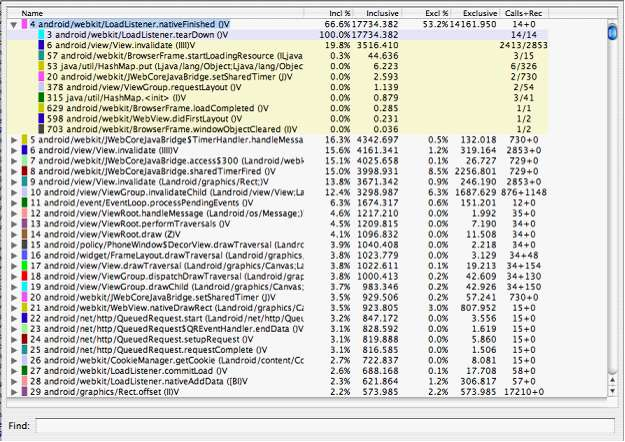 Name Incl % Inclusive Excl % Exclusive Calls+Rec
4 android/webkit/LoadListener.nativeFinished ()V 66.6% 17734.382 53.2% 14161.950 14+0
3 android/webkit/LoadListener.tearDown ()V 100.0% 17734.382 14/14
6 android/view/View.invalidate (IIII)V 19.8% 3516.410 2413/2853
57 android/webkit/BrowserFrame.startLoadingResource (ILjava 0.3% 44.636 3/15
53 java/util/HashMap.put (Ljava/lang/Object;Ljava/lang/Objec 0.0% 6.223 6/326
20 android/webkit/JWebCoreJavaBridge.setSharedTimer (J)V 0.0% 2.593 2/730
378 android/view/ViewGroup.requestLayout ()V 0.0% 1.139 2/54
315 java/util/HashMap.<init> (I)V 0.0% 0.879 3/41
629 android/webkit/BrowserFrame.loadCompleted ()V 0.0% 0.285 1/1
598 android/webkit/WebView.didFirstLayout ()V 0.0% 0.231 1/2
703 android/webkit/BrowserFrame.windowObjectCleared (I)V 0.0% 0.036 1/2
5 android/webkit/JWebCoreJavaBridge$TimerHandler.handleMess 16.3% 4342.697 0.5% 132.018 729+0
6 android/view/View.invalidate (IIII)V 15.6% 4161.341 1.2% 319.164 2853+0
7 android/webkit/JWebCoreJavaBridge.access$300 (Landroid/webk 15.1% 4025.658 0.1% 26.727 729+0
8 android/webkit/JWebCoreJavaBridge.sharedTimerFired ()V 15.0% 3998.931 8.5% 2256.801 729+0
9 android/view/View.invalidate (Landroid/graphics/Rect;)V 13.8% 3671.342 0.9% 246.190 2853+0
10 android/view/ViewGroup.invalidateChild (Landroid/view/View;La 12.4% 3298.987 6.3% 1687.629 876+1148
11 android/event/EventLoop.processPendingEvents ()V 6.3% 1674.317 0.6% 151.201 12+0
12 android/view/ViewRoot.handleMessage (Landroid/os/Message;) 4.6% 1217.210 0.0% 1.992 35+0
13 android/view/ViewRoot.performTraversals ()V 4.5% 1209.815 0.0% 7.190 34+0
14 android/view/ViewRoot.draw (Z)V 4.1% 1096.832 0.0% 11.508 34+0
15 android/policy/PhoneWindow$DecorView.drawTraversal (Landro 3.9% 1040.408 0.0% 2.218 34+0
16 android/widget/FrameLayout.drawTraversal (Landroid/graphics/ 3.8% 1023.779 0.0% 3.129 34+48
17 android/view/View.drawTraversal (Landroid/graphics/Canvas;La 3.8% 1022.611 0.1% 19.213 34+154
18 android/view/ViewGroup.dispatchDrawTraversal (Landroid/grap 3.8% 1000.413 0.2% 42.609 34+130
19 android/view/ViewGroup.drawChild (Landroid/graphics/Canvas; 3.7% 983.346 0.2% 42.926 34+150
20 android/webkit/JWebCoreJavaBridge.setSharedTimer (J)V 3.5% 929.506 0.2% 57.241 730+0
21 android/webkit/WebView.nativeDrawRect (Landroid/graphics/C 3.5% 923.805 3.0% 807.952 15+0
22 android/net/http/QueuedRequest.start (Landroid/net/http/Que 3.2% 847.172 0.0% 3.556 15+0
23 android/net/http/QueuedRequest$QREventHandler.endData ()V 3.1% 828.592 0.0% 1.619 15+0
24 android/net/http/QueuedRequest.setupRequest ()V 3.1% 819.888 0.0% 5.860 15+0
25 android/net/http/QueuedRequest.requestComplete ()V 3.1% 816.585 0.0% 1.506 15+0
26 android/webkit/CookieManager.getCookie (Landroid/content/Co 2.7% 722.837 0.0% 8.081 15+0
27 android/webkit/LoadListener.commitLoad ()V 2.6% 688.168 0.1% 17.708 58+0
28 android/webkit/LoadListener.nativeAddData ([BI)V 2.3% 621.864 1.2% 306.817 57+0
29 android/graphics/Rect.offset (II)V 2.2% 573.985 2.2% 573.985 17210+0
Find: